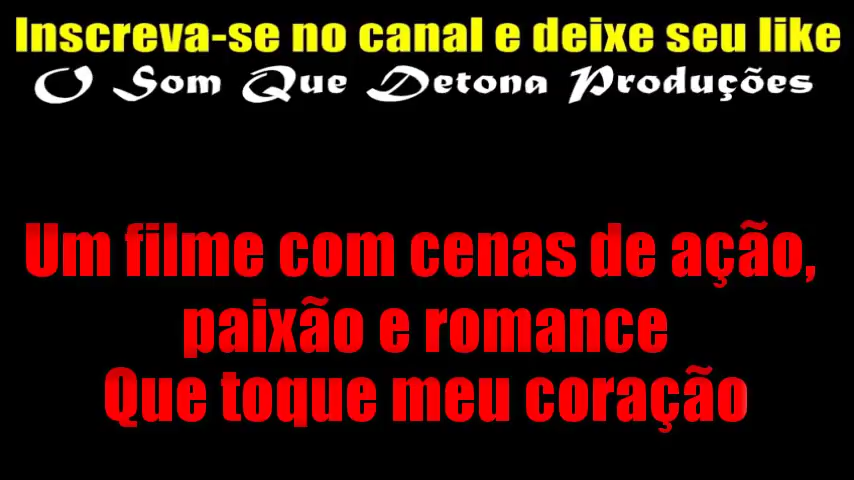 Inscreva-se no canal e deixe seu like
O Som Que Detona Produções
Um filme com cenas de ação,
paixão e romance
Que toque meu coração